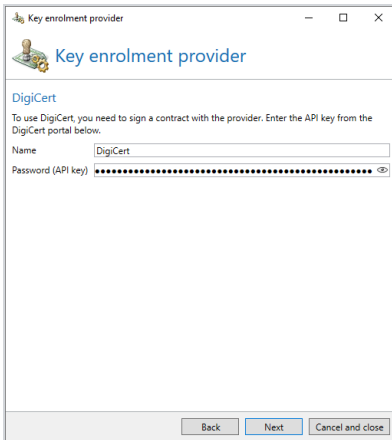 Key enrolment provider
Key enrolment provider
DigiCert
To use DigiCert, you need to sign a contract with the provider. Enter the API key from the
DigiCert portal below.
Name DigiCert
Password (API key) ●●●●●●●●●●●●●●●●●●●●●●●●●●●●●●●●●●●●●●●●●●●●●●●●●●
Back Next Cancel and close